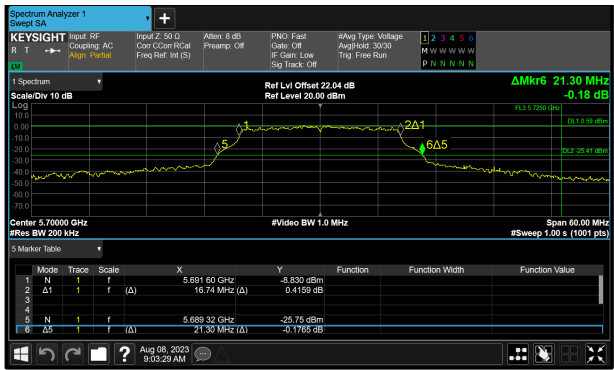 Spectrum Analyzer 1
Swept SA
KEYSIGHT Input: RF Input Z: 50 Ω Atten: 8 dB PNO: Fast #Avg Type: Voltage 1 2 3 4 5 6
R T Coupling: AC Corr CCorr RCal Preamp: Off Gate: Off Avg|Hold: 30/30 M W W W W W
Align: Partial Freq Ref: Int (S) IF Gain: Low Trig: Free Run
Sig Track: Off P N N N N N
1 Spectrum Ref Lvl Offset 22.04 dB ΔMkr6 21.30 MHz
Scale/Div 10 dB Ref Level 20.00 dBm -0.18 dB
Log FL3 5.7250 GHz
10.0 DL1 0.59 dBm
0.00 1 2Δ1
-10.0 5 6Δ5
-20.0 DL2 -25.41 dBm
-30.0
-40.0
-50.0
-60.0
-70.0
Center 5.70000 GHz #Video BW 1.0 MHz Span 60.00 MHz
#Res BW 200 kHz #Sweep 1.00 s (1001 pts)
5 Marker Table
Mode Trace Scale X Y Function Function Width Function Value
1 N 1 f 5.691 60 GHz -8.830 dBm
2 Δ1 1 f (Δ) 16.74 MHz (Δ) 0.4159 dB
3
4
5 N 1 f 5.689 32 GHz -25.75 dBm
6 Δ5 1 f (Δ) 21.30 MHz (Δ) -0.1765 dB
? Aug 08, 2023
9:03:29 AM